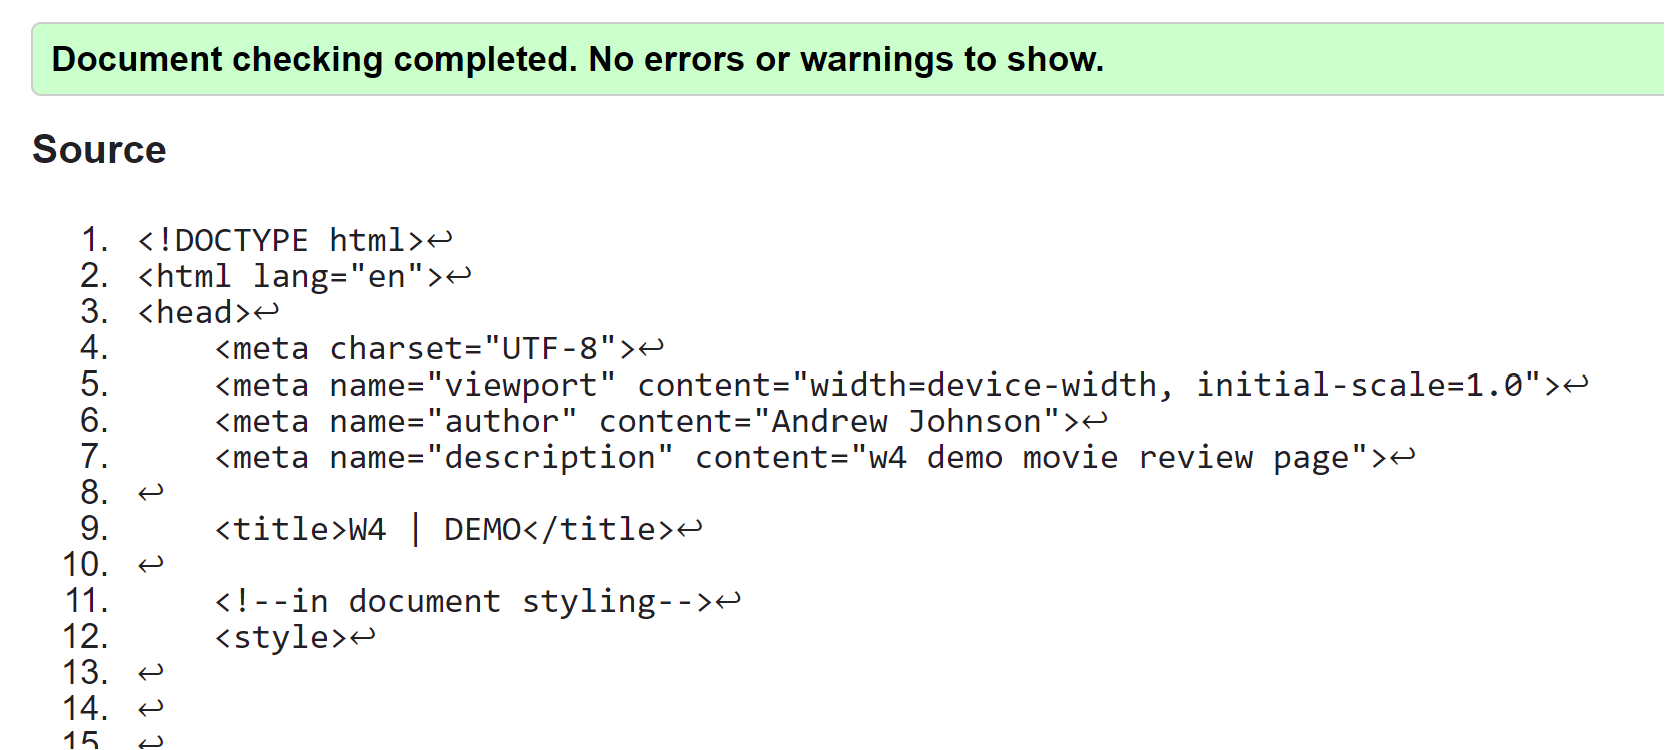 Document checking completed. No errors or warnings to show.
Source
1. <!DOCTYPE html>↩
2. <html lang="en">↩
3. <head>↩
4.     <meta charset="UTF-8">↩
5.     <meta name="viewport" content="width=device-width, initial-scale=1.0">↩
6.     <meta name="author" content="Andrew Johnson">↩
7.     <meta name="description" content="w4 demo movie review page">↩
8. ↩
9.     <title>W4 | DEMO</title>↩
10. ↩
11.     <!--in document styling-->↩
12.     <style>↩
13. ↩
14. ↩
15. ↩